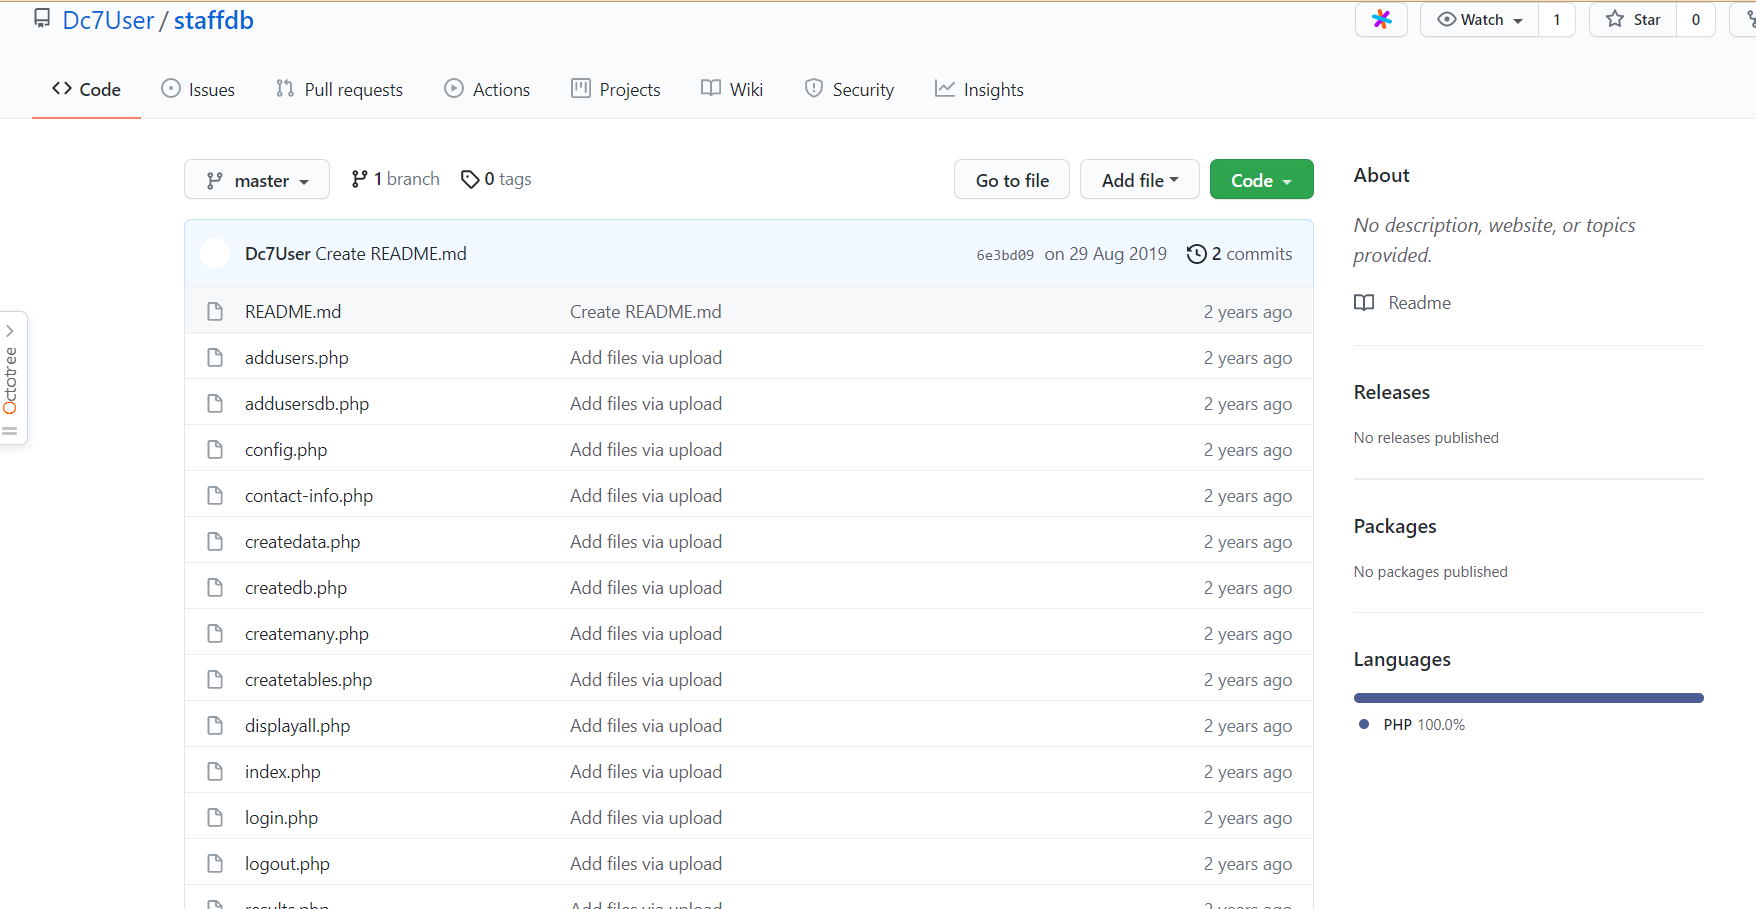 Dc7User / staffdb
Watch 1
Star 0
Code
Issues
Pull requests
Actions
Projects
Wiki
Security
Insights
master
1 branch
0 tags
Go to file
Add file
Code
Dc7User Create README.md 6e3bd09 on 29 Aug 2019 2 commits
README.md Create README.md 2 years ago
addusers.php Add files via upload 2 years ago
addusersdb.php Add files via upload 2 years ago
config.php Add files via upload 2 years ago
contact-info.php Add files via upload 2 years ago
createdata.php Add files via upload 2 years ago
createdb.php Add files via upload 2 years ago
createmany.php Add files via upload 2 years ago
createtables.php Add files via upload 2 years ago
displayall.php Add files via upload 2 years ago
index.php Add files via upload 2 years ago
login.php Add files via upload 2 years ago
logout.php Add files via upload 2 years ago
results.php Add files via upload 2 years ago
About
No description, website, or topics
provided.
Readme
Releases
No releases published
Packages
No packages published
Languages
PHP 100.0%
Octotree